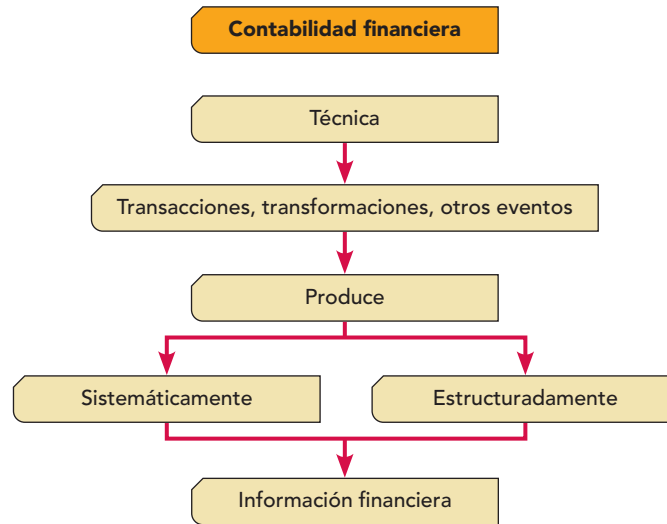 Contabilidad financiera
Técnica
Transacciones, transformaciones, otros eventos
Produce
Sistemáticamente
Estructuradamente
Información financiera